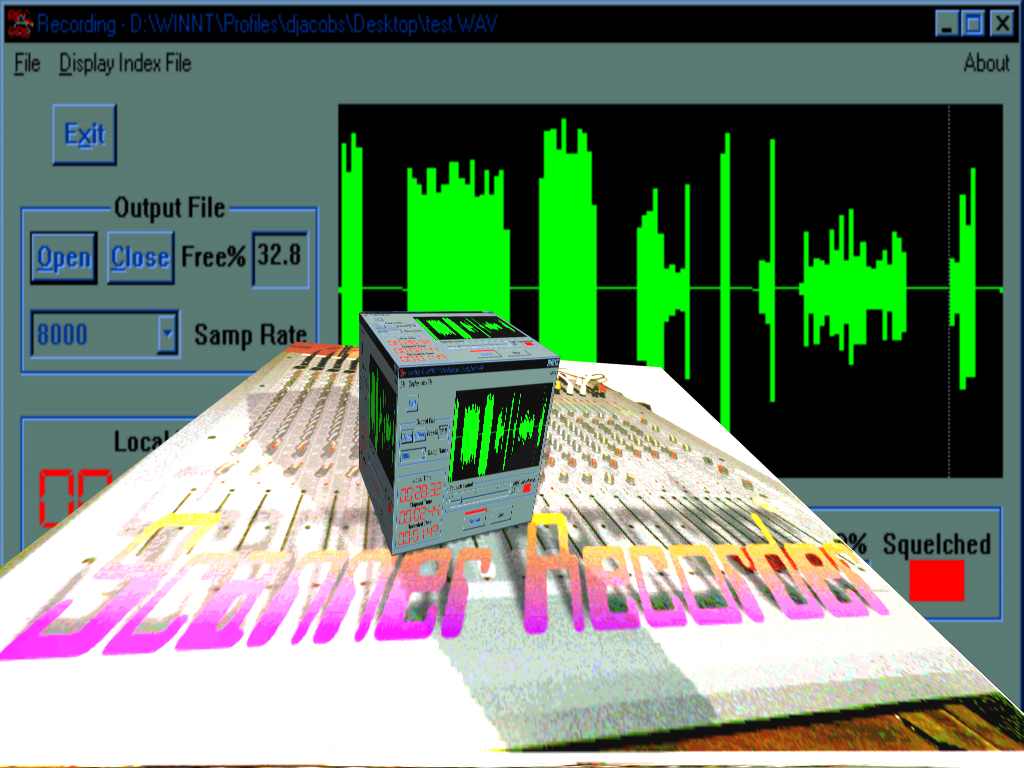 Recording - D:\WINNT\Profiles\djacobs\Desktop\test.WAV
File Display Index File About
Exit
Output File
Open Close Free% 32.8
8000 Samp Rate
Local
00
% Squelched
Scanner Recorder